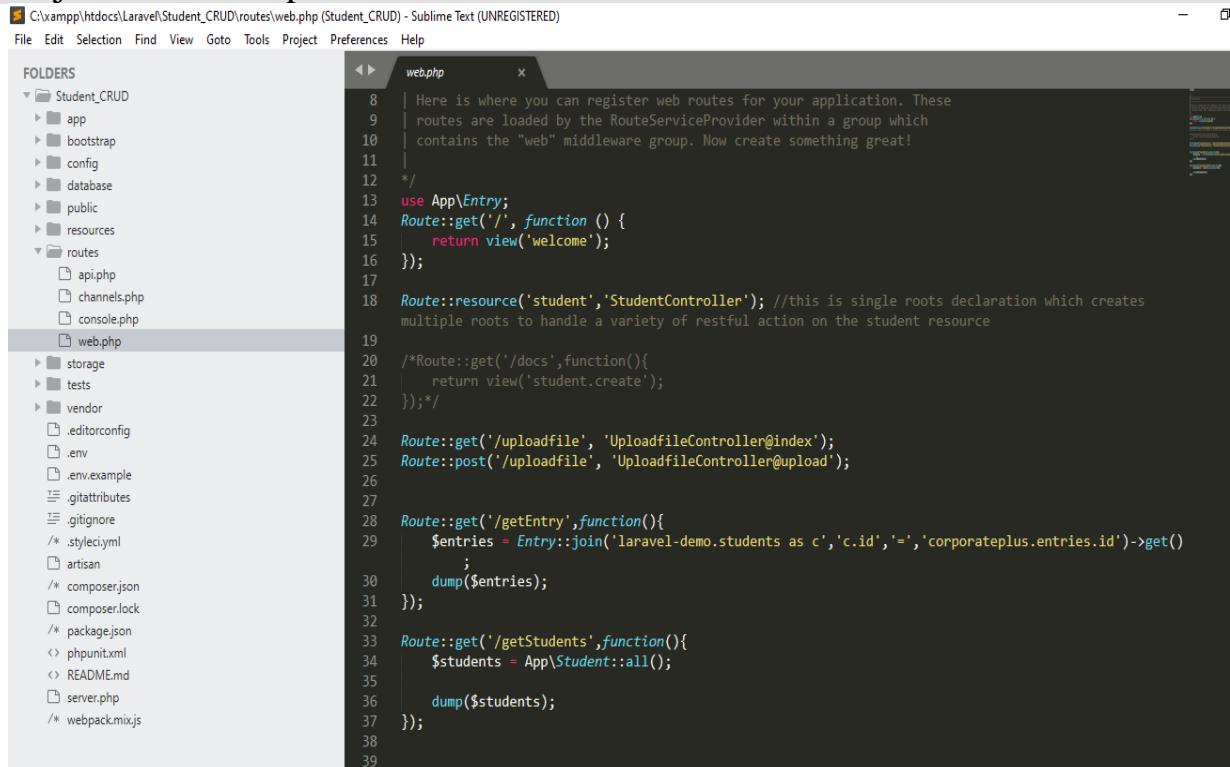 C:\xampp\htdocs\Laravel\Student_CRUD\routes\web.php (Student_CRUD) - Sublime Text (UNREGISTERED)
File Edit Selection Find View Goto Tools Project Preferences Help
FOLDERS
Student_CRUD
app
bootstrap
config
database
public
resources
routes
api.php
channels.php
console.php
web.php
storage
tests
vendor
.editorconfig
.env
.env.example
.gitattributes
.gitignore
/* .styleci.yml
artisan
/* composer.json
composer.lock
/* package.json
<> phpunit.xml
<> README.md
server.php
/* webpack.mix.js
web.php x
8 | Here is where you can register web routes for your application. These
9 | routes are loaded by the RouteServiceProvider within a group which
10 | contains the "web" middleware group. Now create something great!
11 |
12 */
13 use App\Entry;
14 Route::get('/', function () {
15 return view('welcome');
16 });
17
18 Route::resource('student','StudentController'); //this is single roots declaration which creates
multiple roots to handle a variety of restful action on the student resource
19
20 /*Route::get('/docs',function(){
21 return view('student.create');
22 });*/
23
24 Route::get('/uploadfile', 'UploadfileController@index');
25 Route::post('/uploadfile', 'UploadfileController@upload');
26
27
28 Route::get('/getEntry',function(){
29 $entries = Entry::join('laravel-demo.students as c','c.id','=','corporateplus.entries.id')->get()
;
30 dump($entries);
31 });
32
33 Route::get('/getStudents',function(){
34 $students = App\Student::all();
35
36 dump($students);
37 });
38
39